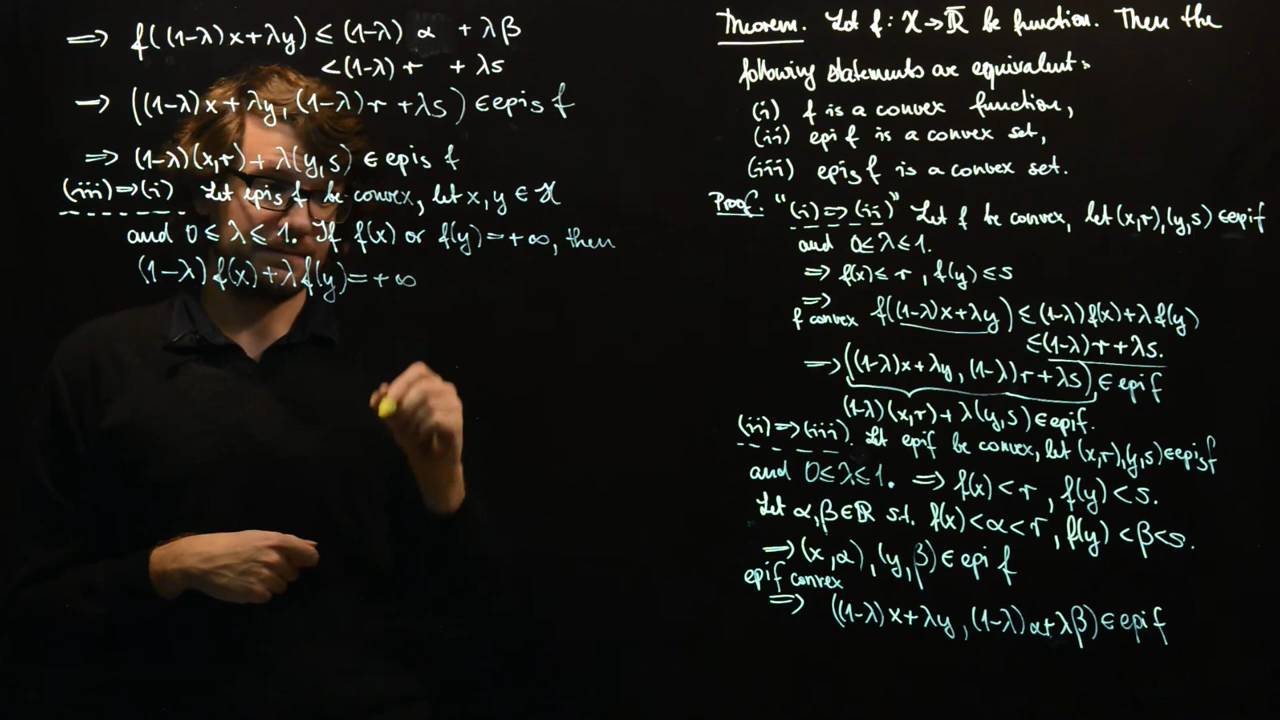 ⇒ f((1-λ)x+λy) ≤ (1-λ) α + λβ
< (1-λ) r + λs
→ ((1-λ)x+λy, (1-λ)r+λs) ∈ epis f
⇒ (1-λ)(x,r)+λ(y,s) ∈ epis f
(iii)⇒(i) Let epis f be convex, let x, y ∈ X
and 0 ≤ λ ≤ 1. If f(x) or f(y)=+∞, then
(1-λ)f(x)+λf(y)=+∞
Theorem. Let f: X→R̅ be function. Then the
following statements are equivalent:
(i) f is a convex function,
(ii) epi f is a convex set,
(iii) epis f is a convex set.
Proof. "(i)⇒(ii)" Let f be convex, let (x,r),(y,s) ∈ epi f
and 0≤λ≤1.
⇒ f(x) ≤ r, f(y) ≤ s
⇒ f convex f((1-λ)x+λy) ≤ (1-λ)f(x)+λf(y)
≤ (1-λ)r+λs.
⇒ ((1-λ)x+λy, (1-λ)r+λs) ∈ epi f
(1-λ)(x,r)+λ(y,s) ∈ epi f.
(ii)⇒(iii). Let epi f be convex, let (x,r),(y,s) ∈ epis f
and 0≤λ≤1. ⇒ f(x) < r, f(y) < s.
Let α,β∈ℝ s.t. f(x)<α<r, f(y)<β<s.
⇒ (x,α), (y,β) ∈ epi f
epi f convex
⇒ ((1-λ)x+λy, (1-λ)α+λβ) ∈ epi f